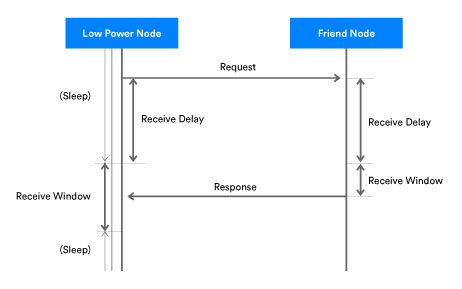 Low Power Node
Friend Node
Request
(Sleep)
Receive Delay
Receive Delay
Receive Window
Response
Receive Window
(Sleep)